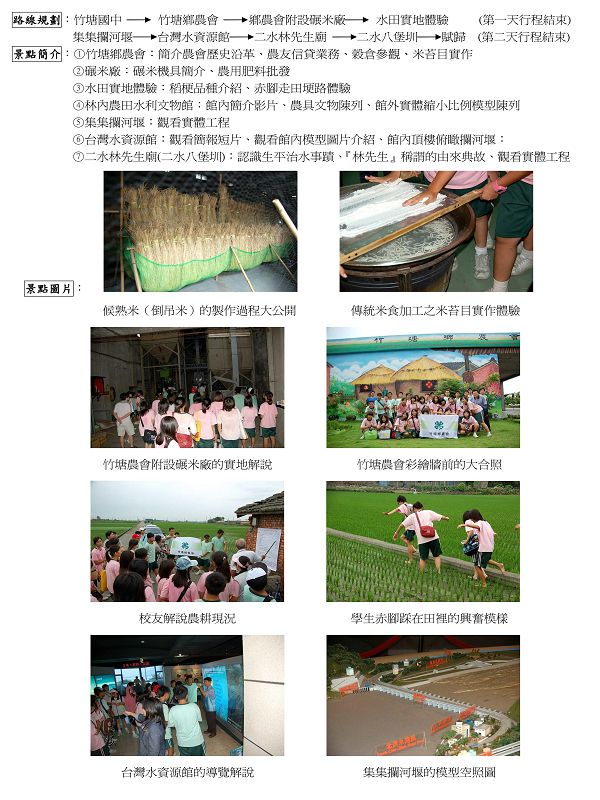 路線規劃：竹塘國中 → 竹塘鄉農會 → 鄉農會附設碾米廠 → 水田實地體驗 (第一天行程結束)
集集攔河堰 → 台灣水資源館 → 二水林先生廟 → 二水八堡圳 → 賦歸 (第二天行程結束)
景點簡介：①竹塘鄉農會：簡介農會歷史沿革、農友信貸業務、穀倉參觀、米苔目實作
②碾米廠：碾米機具簡介、農用肥料批發
③水田實地體驗：稻梗品種介紹、赤腳走田埂路體驗
④林內農田水利文物館：館內簡介影片、農具文物陳列、館外實體縮小比例模型陳列
⑤集集攔河堰：觀看實體工程
⑥台灣水資源館：觀看簡報短片、觀看館內模型圖片介紹、館內頂樓俯瞰攔河堰：
⑦二水林先生廟(二水八堡圳)：認識生平治水事蹟、『林先生』稱謂的由來典故、觀看實體工程
景點圖片：
候熟米（倒吊米）的製作過程大公開
傳統米食加工之米苔目實作體驗
竹塘鄉農會
竹塘農會附設碾米廠的實地解說
竹塘農會彩繪牆前的大合照
校友解說農耕現況
學生赤腳踩在田裡的興奮模樣
台灣水資源館的導覽解說
集集攔河堰的模型空照圖